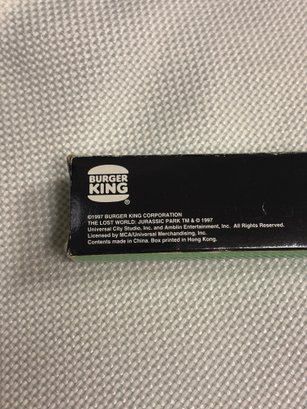 BURGER
KING
®
©1997 BURGER KING CORPORATION
THE LOST WORLD: JURASSIC PARK TM & © 1997
Universal City Studio, Inc. and Amblin Entertainment, Inc. All Rights Reserved.
Licensed by MCA/Universal Merchandising, Inc.
Contents made in China. Box printed in Hong Kong.